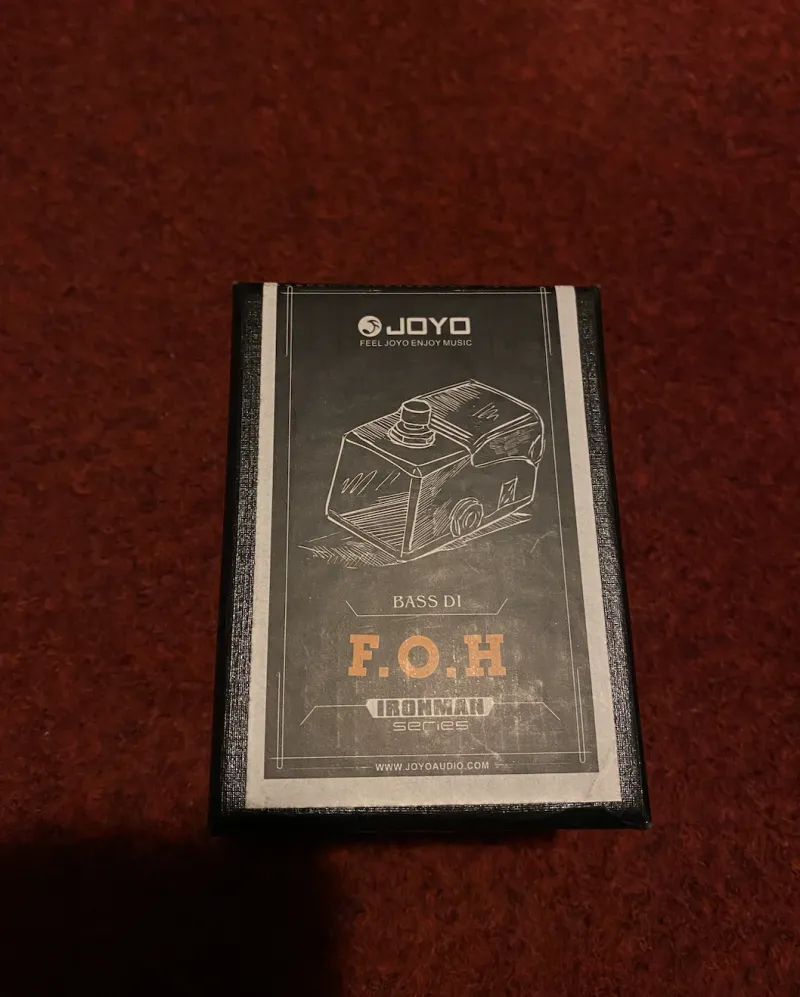 JOYO
FEEL JOYO ENJOY MUSIC
BASS DI
F.O.H
IRONMAN
series
WWW.JOYOAUDIO.COM